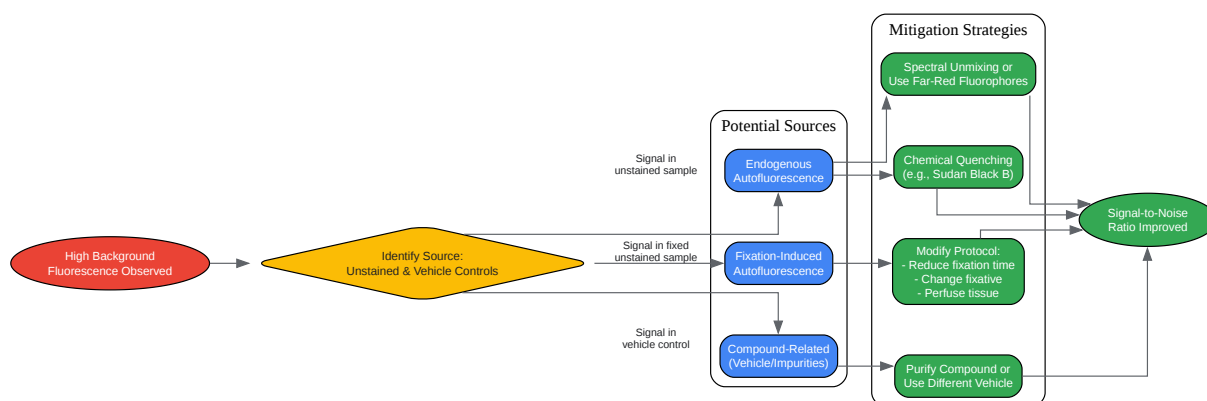 High Background
Fluorescence Observed
Identify Source:
Unstained & Vehicle Controls
Signal in
unstained sample
Signal in fixed
unstained sample
Signal in
vehicle control
Potential Sources
Endogenous
Autofluorescence
Fixation-Induced
Autofluorescence
Compound-Related
(Vehicle/Impurities)
Mitigation Strategies
Spectral Unmixing or
Use Far-Red Fluorophores
Chemical Quenching
(e.g., Sudan Black B)
Modify Protocol:
- Reduce fixation time
- Change fixative
- Perfuse tissue
Purify Compound or
Use Different Vehicle
Signal-to-Noise
Ratio Improved